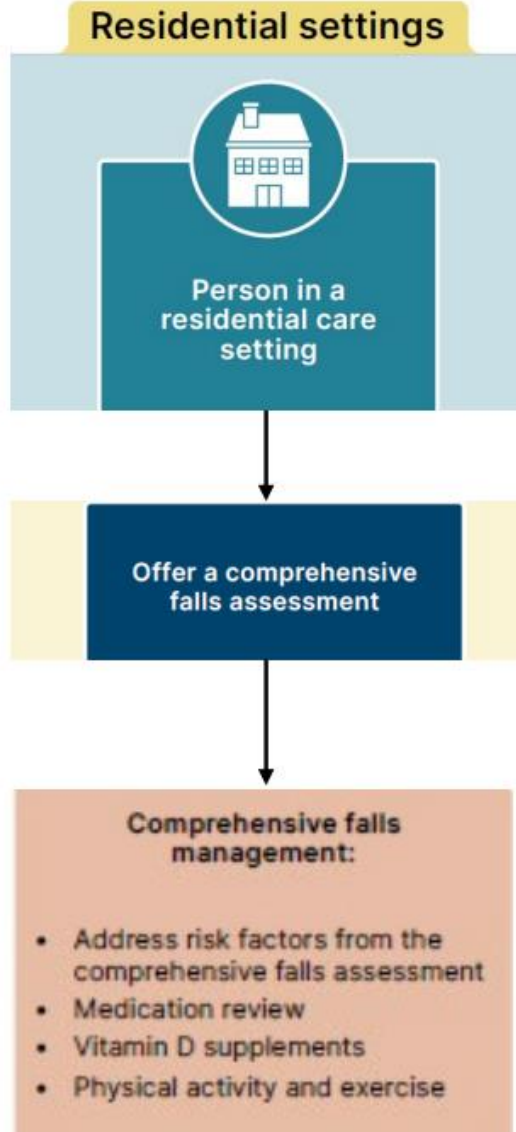 Residential settings
Person in a
residential care
setting
Offer a comprehensive
falls assessment
Comprehensive falls
management:
• Address risk factors from the
comprehensive falls assessment
• Medication review
• Vitamin D supplements
• Physical activity and exercise